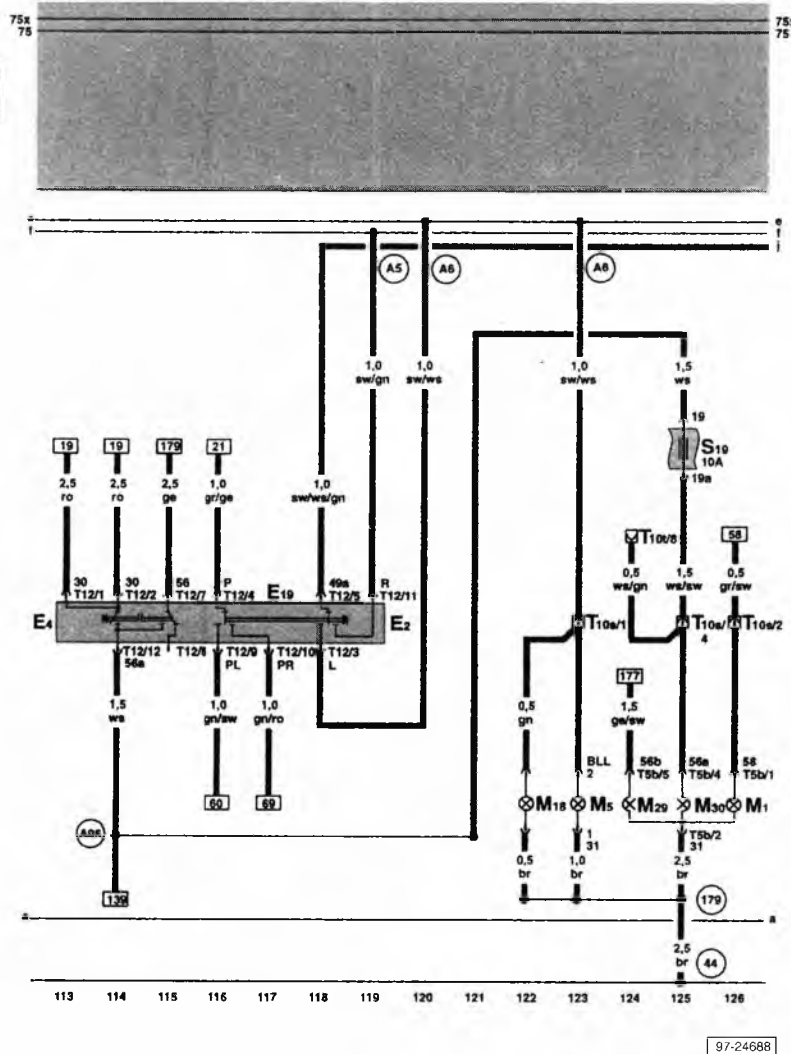 75x 75x
75 75
e
f f
j
A5 A6 A6
1,0 1,0 1,0 1,5
sw/gn sw/ws sw/ws ws
19
S19
10A
19a
19 19 179 21
2,5 2,5 2,5 1,0 1,0
ro ro ge gr/ge sw/ws/gn
T10t/8 58
0,5 1,5 0,5
ws/gn ws/sw gr/sw
30 30 56 P E19 49a R
T12/1 T12/2 T12/7 T12/4 T12/5 T12/11
E4 E2
T10s/1 T10s/ T10s/2
4
T12/12 T12/8 T12/9 T12/10 T12/3
56a PL PR L
177
1,5 1,0 1,0 0,5 1,5
ws gn/sw gn/ro gn ge/sw
BLL 56b 56a 58
2 T5b/5 T5b/4 T5b/1
60 69
M18 M5 M29 M30 M1
1 T5b/2
31 31
0,5 1,0 2,5
br br br
139
179
a a
2,5
br 44
113 114 115 116 117 118 119 120 121 122 123 124 125 126
97-24688